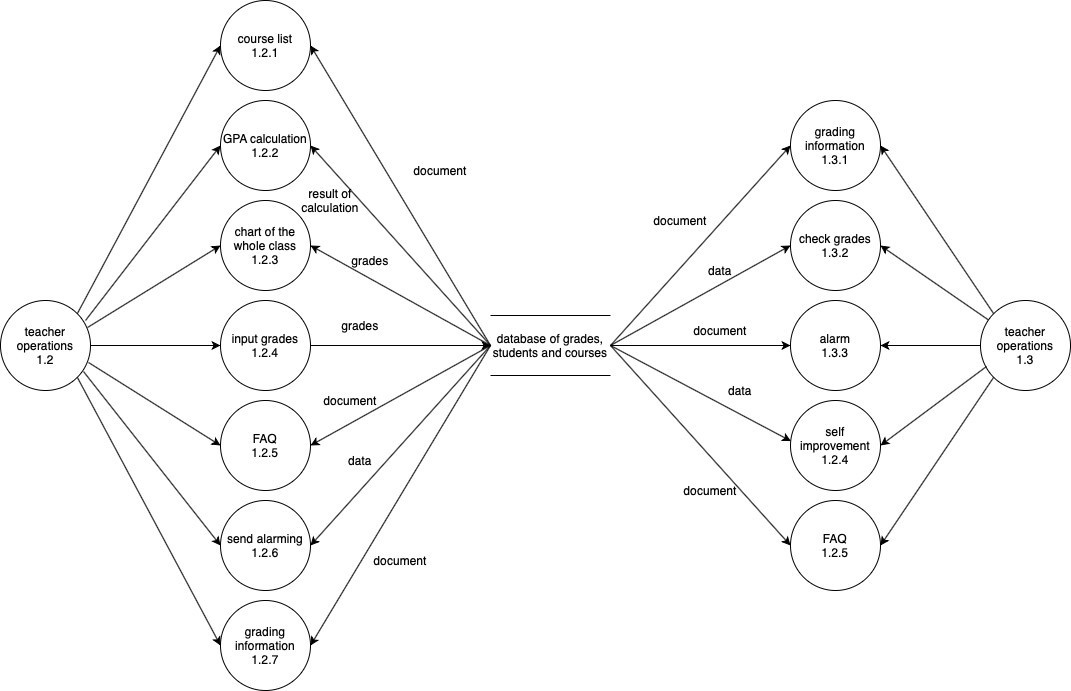 course list
1.2.1
GPA calculation
1.2.2
document
result of
calculation
chart of the
whole class
1.2.3
grades
teacher
operations
1.2
input grades
1.2.4
grades
database of grades,
students and courses
FAQ
1.2.5
document
data
send alarming
1.2.6
document
grading
information
1.2.7
grading
information
1.3.1
document
check grades
1.3.2
data
alarm
1.3.3
document
teacher
operations
1.3
self
improvement
1.2.4
data
FAQ
1.2.5
document